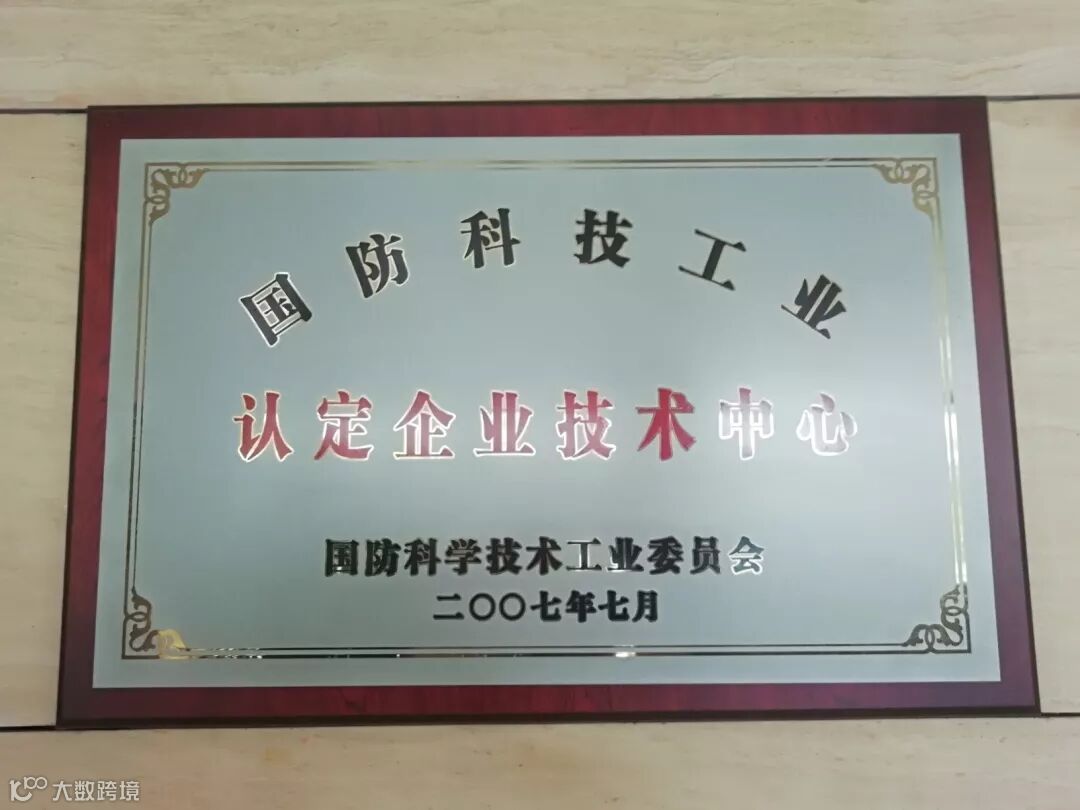 国防科技工业
认定企业技术中心
国防科学技术工业委员会
二〇〇七年七月
大数跨境